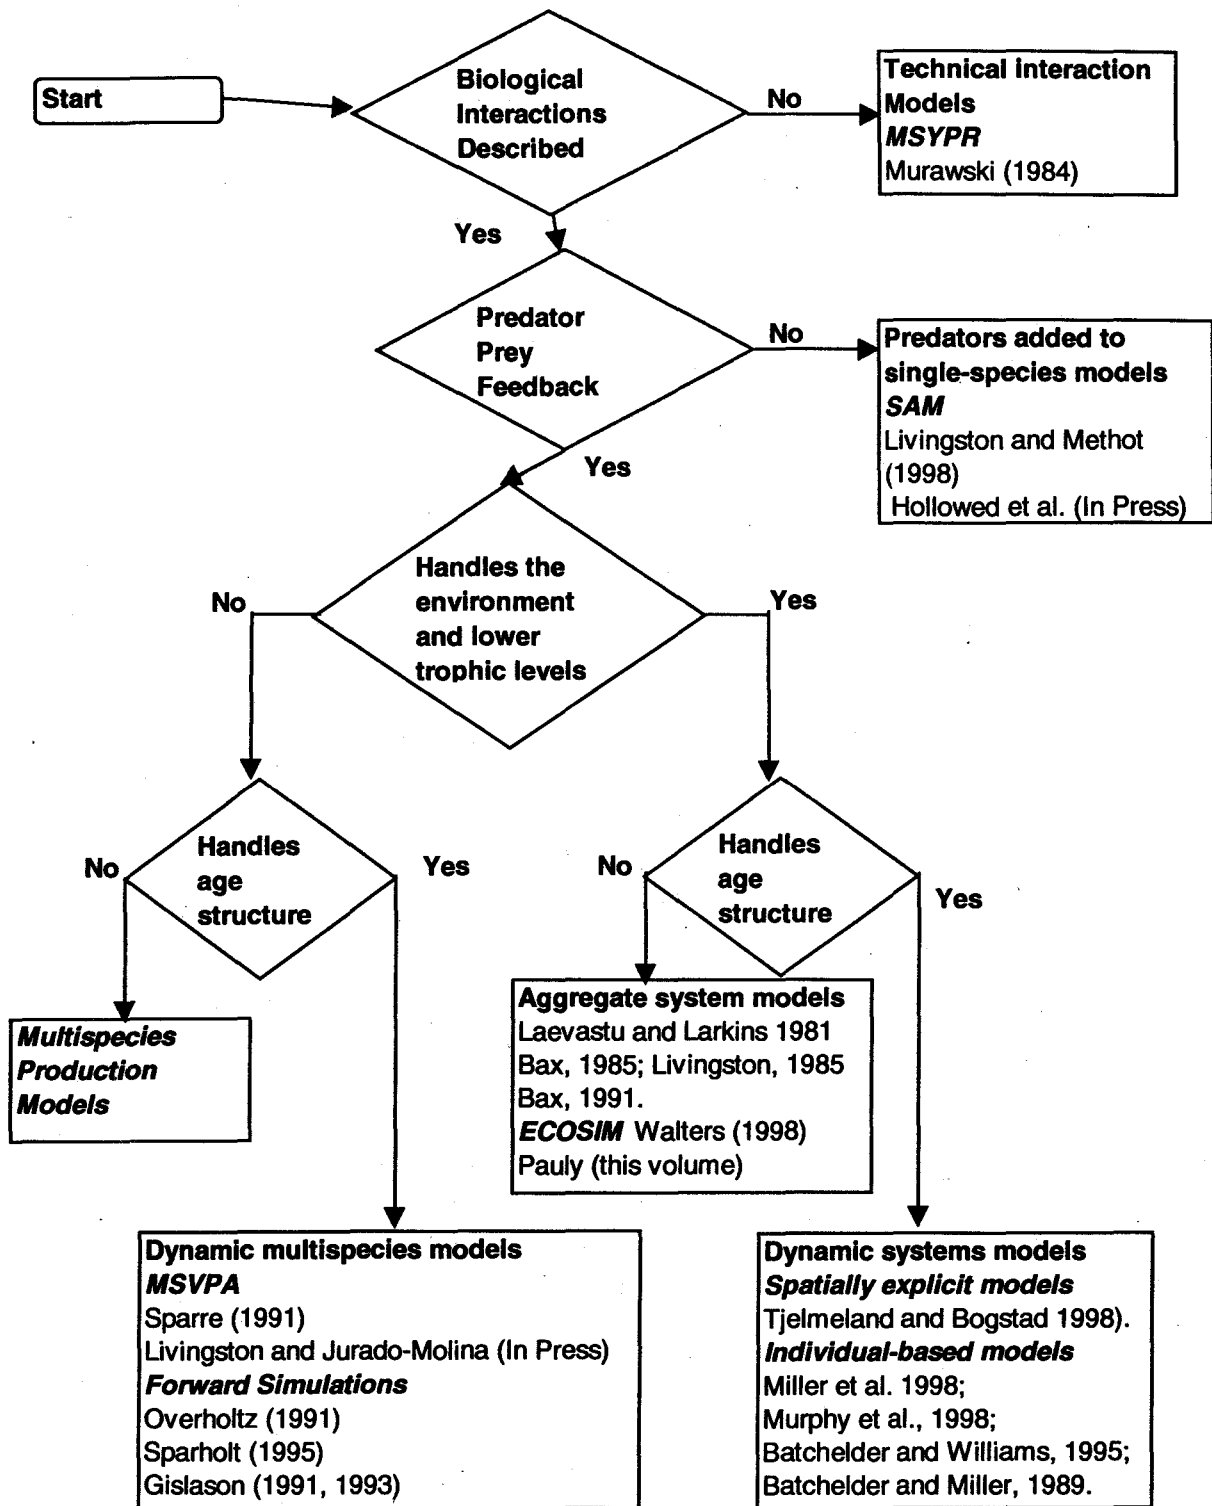 Start
Biological
Interactions
Described
No
Technical interaction
Models
MSYPR
Murawski (1984)
Yes
Predator
Prey
Feedback
No
Predators added to
single-species models
SAM
Livingston and Methot
(1998)
Hollowed et al. (In Press)
Yes
Handles the
environment
and lower
trophic levels
No
Yes
Handles
age
structure
No
Yes
Handles
age
structure
No
Yes
Multispecies
Production
Models
Aggregate system models
Laevastu and Larkins 1981
Bax, 1985; Livingston, 1985
Bax, 1991.
ECOSIM Walters (1998)
Pauly (this volume)
Dynamic multispecies models
MSVPA
Sparre (1991)
Livingston and Jurado-Molina (In Press)
Forward Simulations
Overholtz (1991)
Sparholt (1995)
Gislason (1991, 1993)
Dynamic systems models
Spatially explicit models
Tjelmeland and Bogstad 1998).
Individual-based models
Miller et al. 1998;
Murphy et al., 1998;
Batchelder and Williams, 1995;
Batchelder and Miller, 1989.